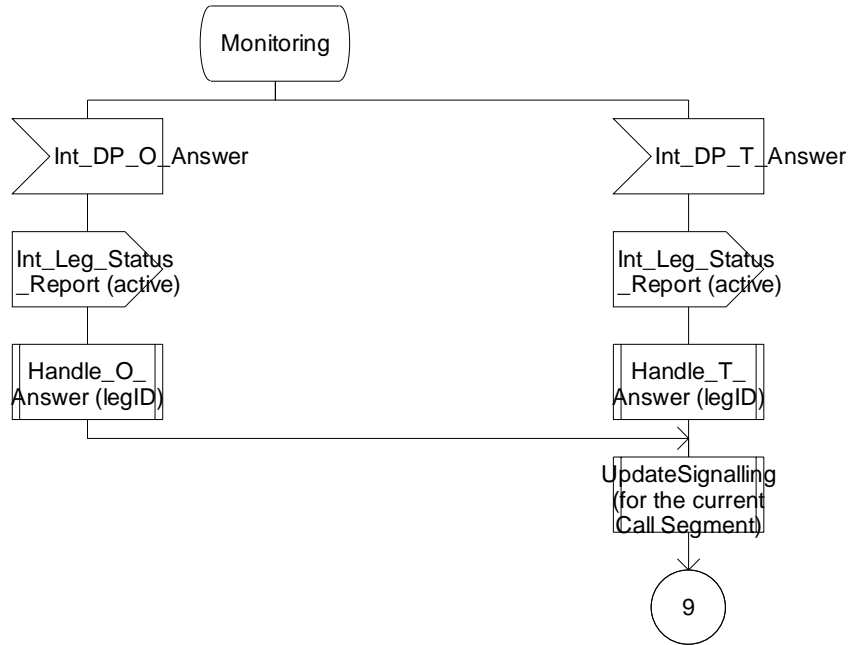 Monitoring
Int_DP_O_Answer
Int_DP_T_Answer
Int_Leg_Status
_Report (active)
Int_Leg_Status
_Report (active)
Handle_O_
Answer (legID)
Handle_T_
Answer (legID)
UpdateSignalling
(for the current
Call Segment)
9